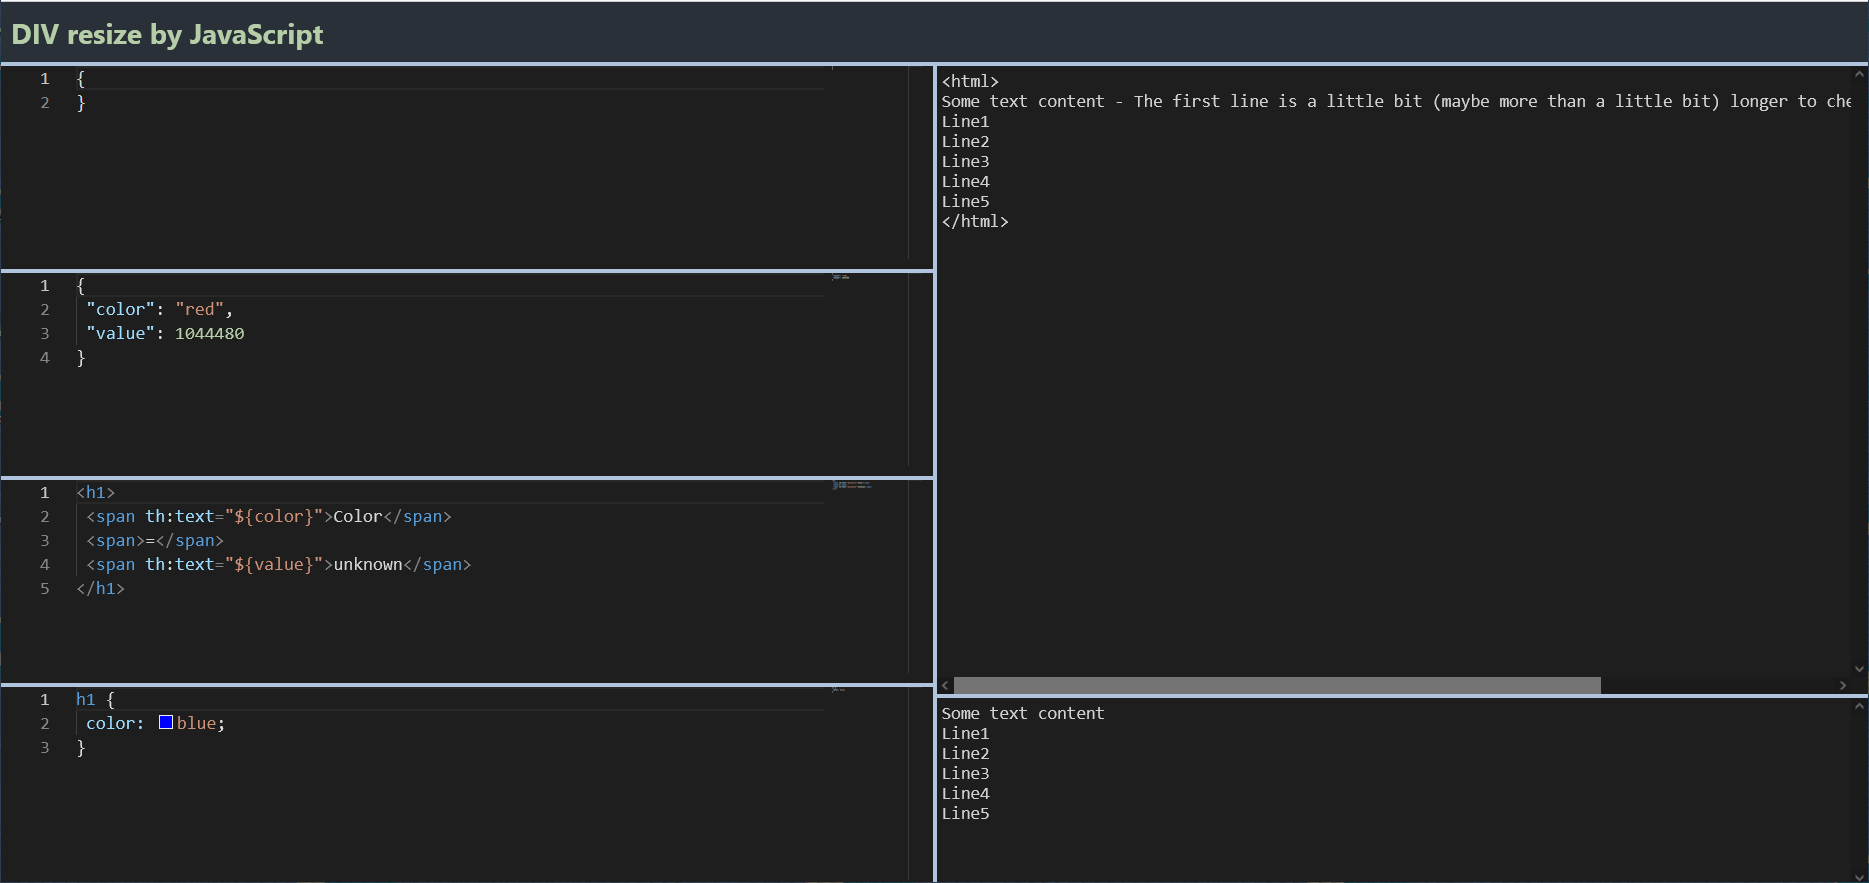 DIV resize by JavaScript
1 {
2 }
1 {
2 "color": "red",
3 "value": 1044480
4 }
1 <h1>
2 <span th:text="${color}">Color</span>
3 <span>=</span>
4 <span th:text="${value}">unknown</span>
5 </h1>
1 h1 {
2 color: blue;
3 }
<html>
Some text content - The first line is a little bit (maybe more than a little bit) longer to che
Line1
Line2
Line3
Line4
Line5
</html>
Some text content
Line1
Line2
Line3
Line4
Line5